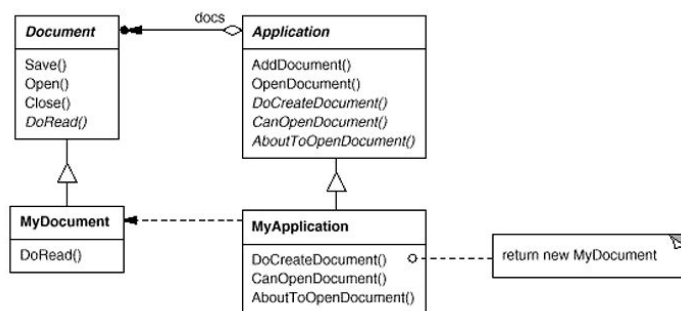 docs
Document
Save()
Open()
Close()
DoRead()
Application
AddDocument()
OpenDocument()
DoCreateDocument()
CanOpenDocument()
AboutToOpenDocument()
MyDocument
DoRead()
MyApplication
DoCreateDocument()
CanOpenDocument()
AboutToOpenDocument()
return new MyDocument